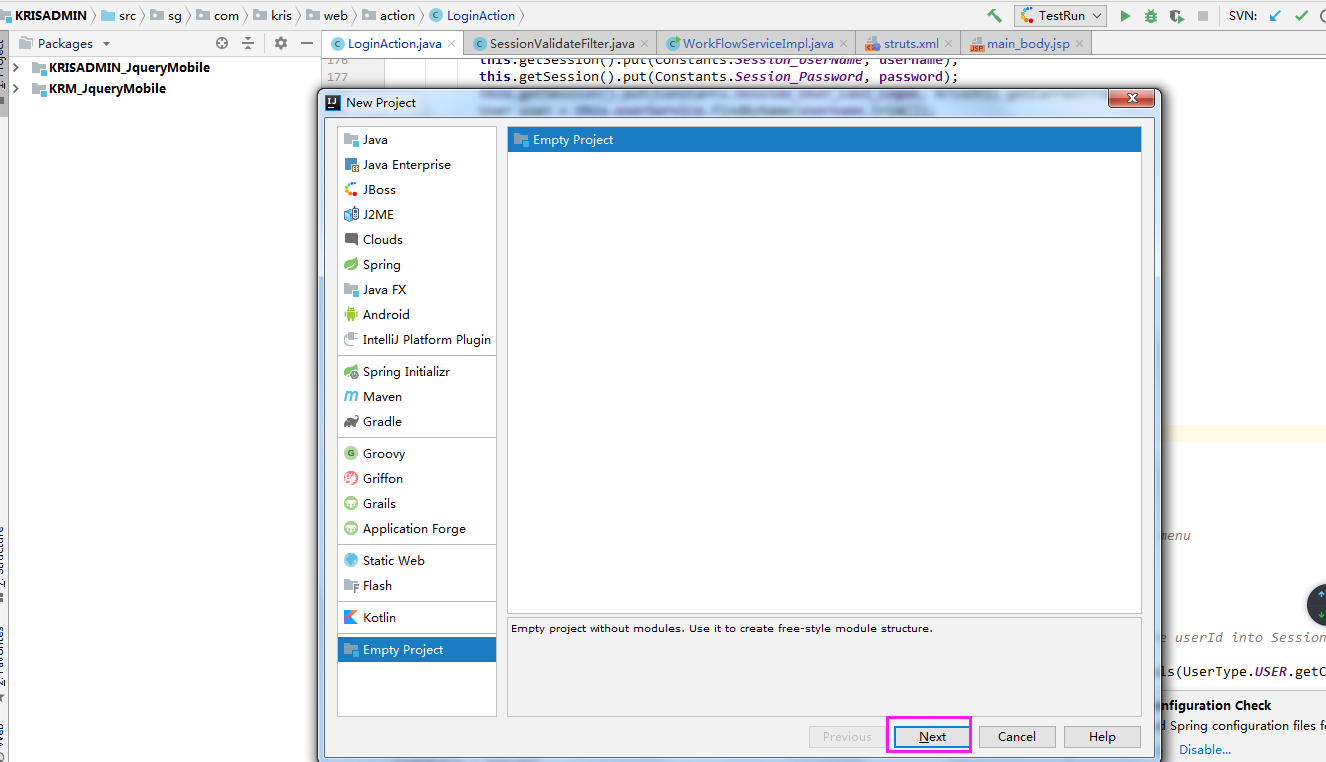 KRISADMIN src sg com kris web action LoginAction TestRun SVN:
Packages LoginAction.java SessionValidateFilter.java WorkFlowServiceImpl.java struts.xml main_body.jsp
KRISADMIN_JqueryMobile
KRM_JqueryMobile
176 this.getSession().put(Constants.Session_UserName, username);
177 this.getSession().put(Constants.Session_Password, password);
New Project
Java
Java Enterprise
JBoss
J2ME
Clouds
Spring
Java FX
Android
IntelliJ Platform Plugin
Spring Initializr
Maven
Gradle
Groovy
Griffon
Grails
Application Forge
Static Web
Flash
Kotlin
Empty Project
Empty Project
Empty project without modules. Use it to create free-style module structure.
Previous Next Cancel Help
menu
e userId into Session
ls(UserType.USER.getC
nfiguration Check
d Spring configuration files f
Disable...
Z: Structure
2: Favorites
Web